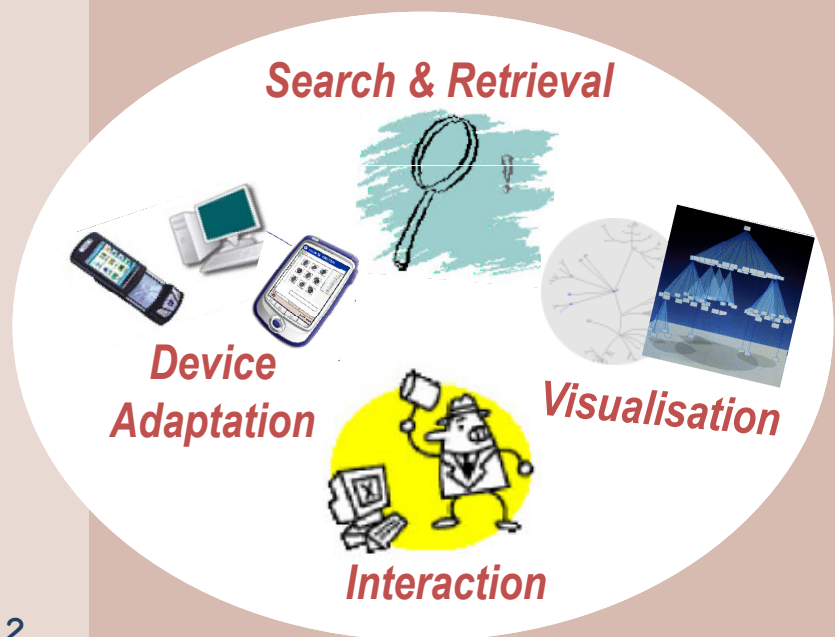 Search & Retrieval
Device
Adaptation
Visualisation
Interaction
2